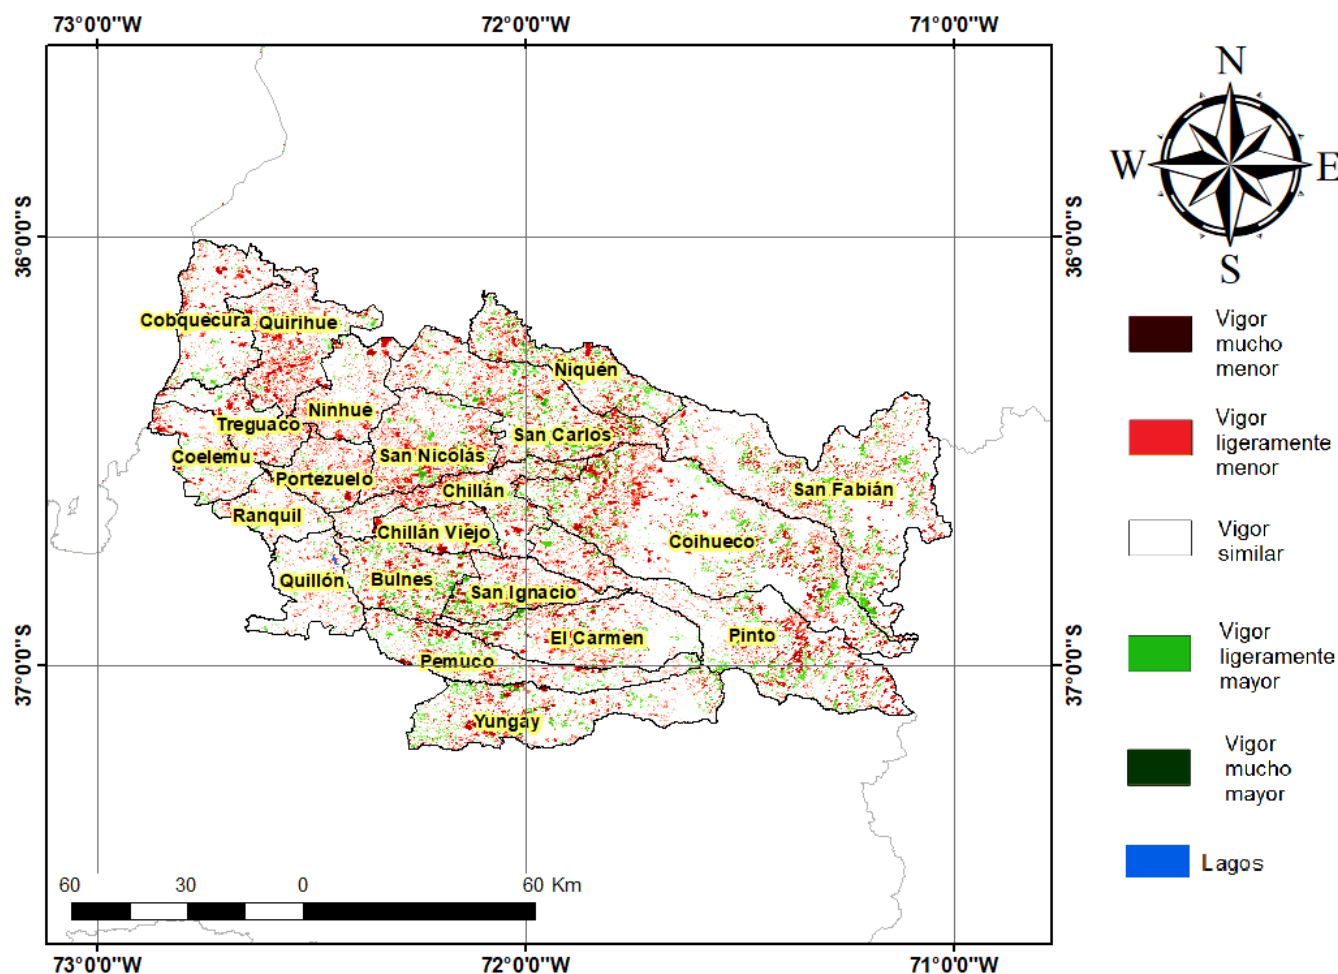 73°0'0"W
72°0'0"W
71°0'0"W
N
W
E
S
36°0'0"S
36°0'0"S
Cobquecura
Quirihue
Ñiquén
Ninhue
Treguaco
San Carlos
Coelemu
San Nicolás
Portezuelo
Chillán
San Fabián
Ranquil
Chillán Viejo
Coihueco
Quillón
Bulnes
San Ignacio
El Carmen
Pinto
Pemuco
Yungay
37°0'0"S
37°0'0"S
Vigor
mucho
menor
Vigor
ligeramente
menor
Vigor
similar
Vigor
ligeramente
mayor
Vigor
mucho
mayor
Lagos
60 30 0 60 Km
73°0'0"W
72°0'0"W
71°0'0"W